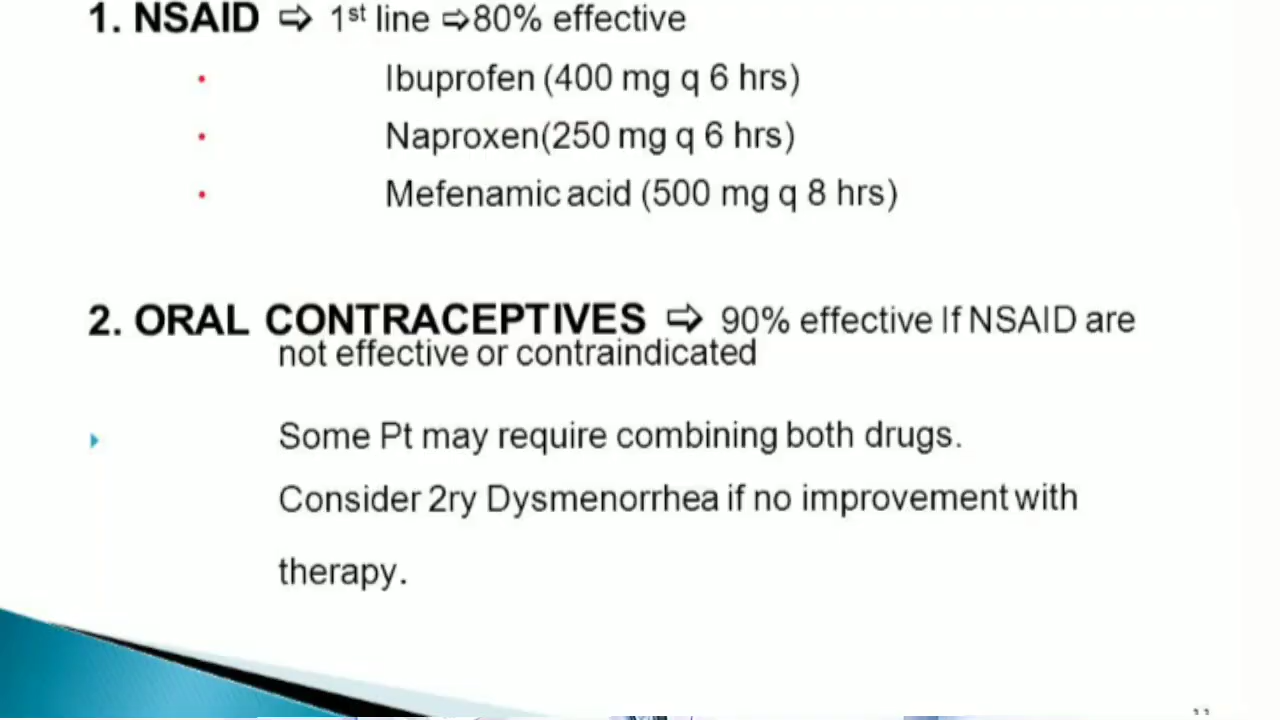 1. NSAID ⇨ 1st line ⇨80% effective
• Ibuprofen (400 mg q 6 hrs)
• Naproxen(250 mg q 6 hrs)
• Mefenamic acid (500 mg q 8 hrs)
2. ORAL CONTRACEPTIVES ⇨ 90% effective If NSAID are
not effective or contraindicated
Some Pt may require combining both drugs.
Consider 2ry Dysmenorrhea if no improvement with
therapy.